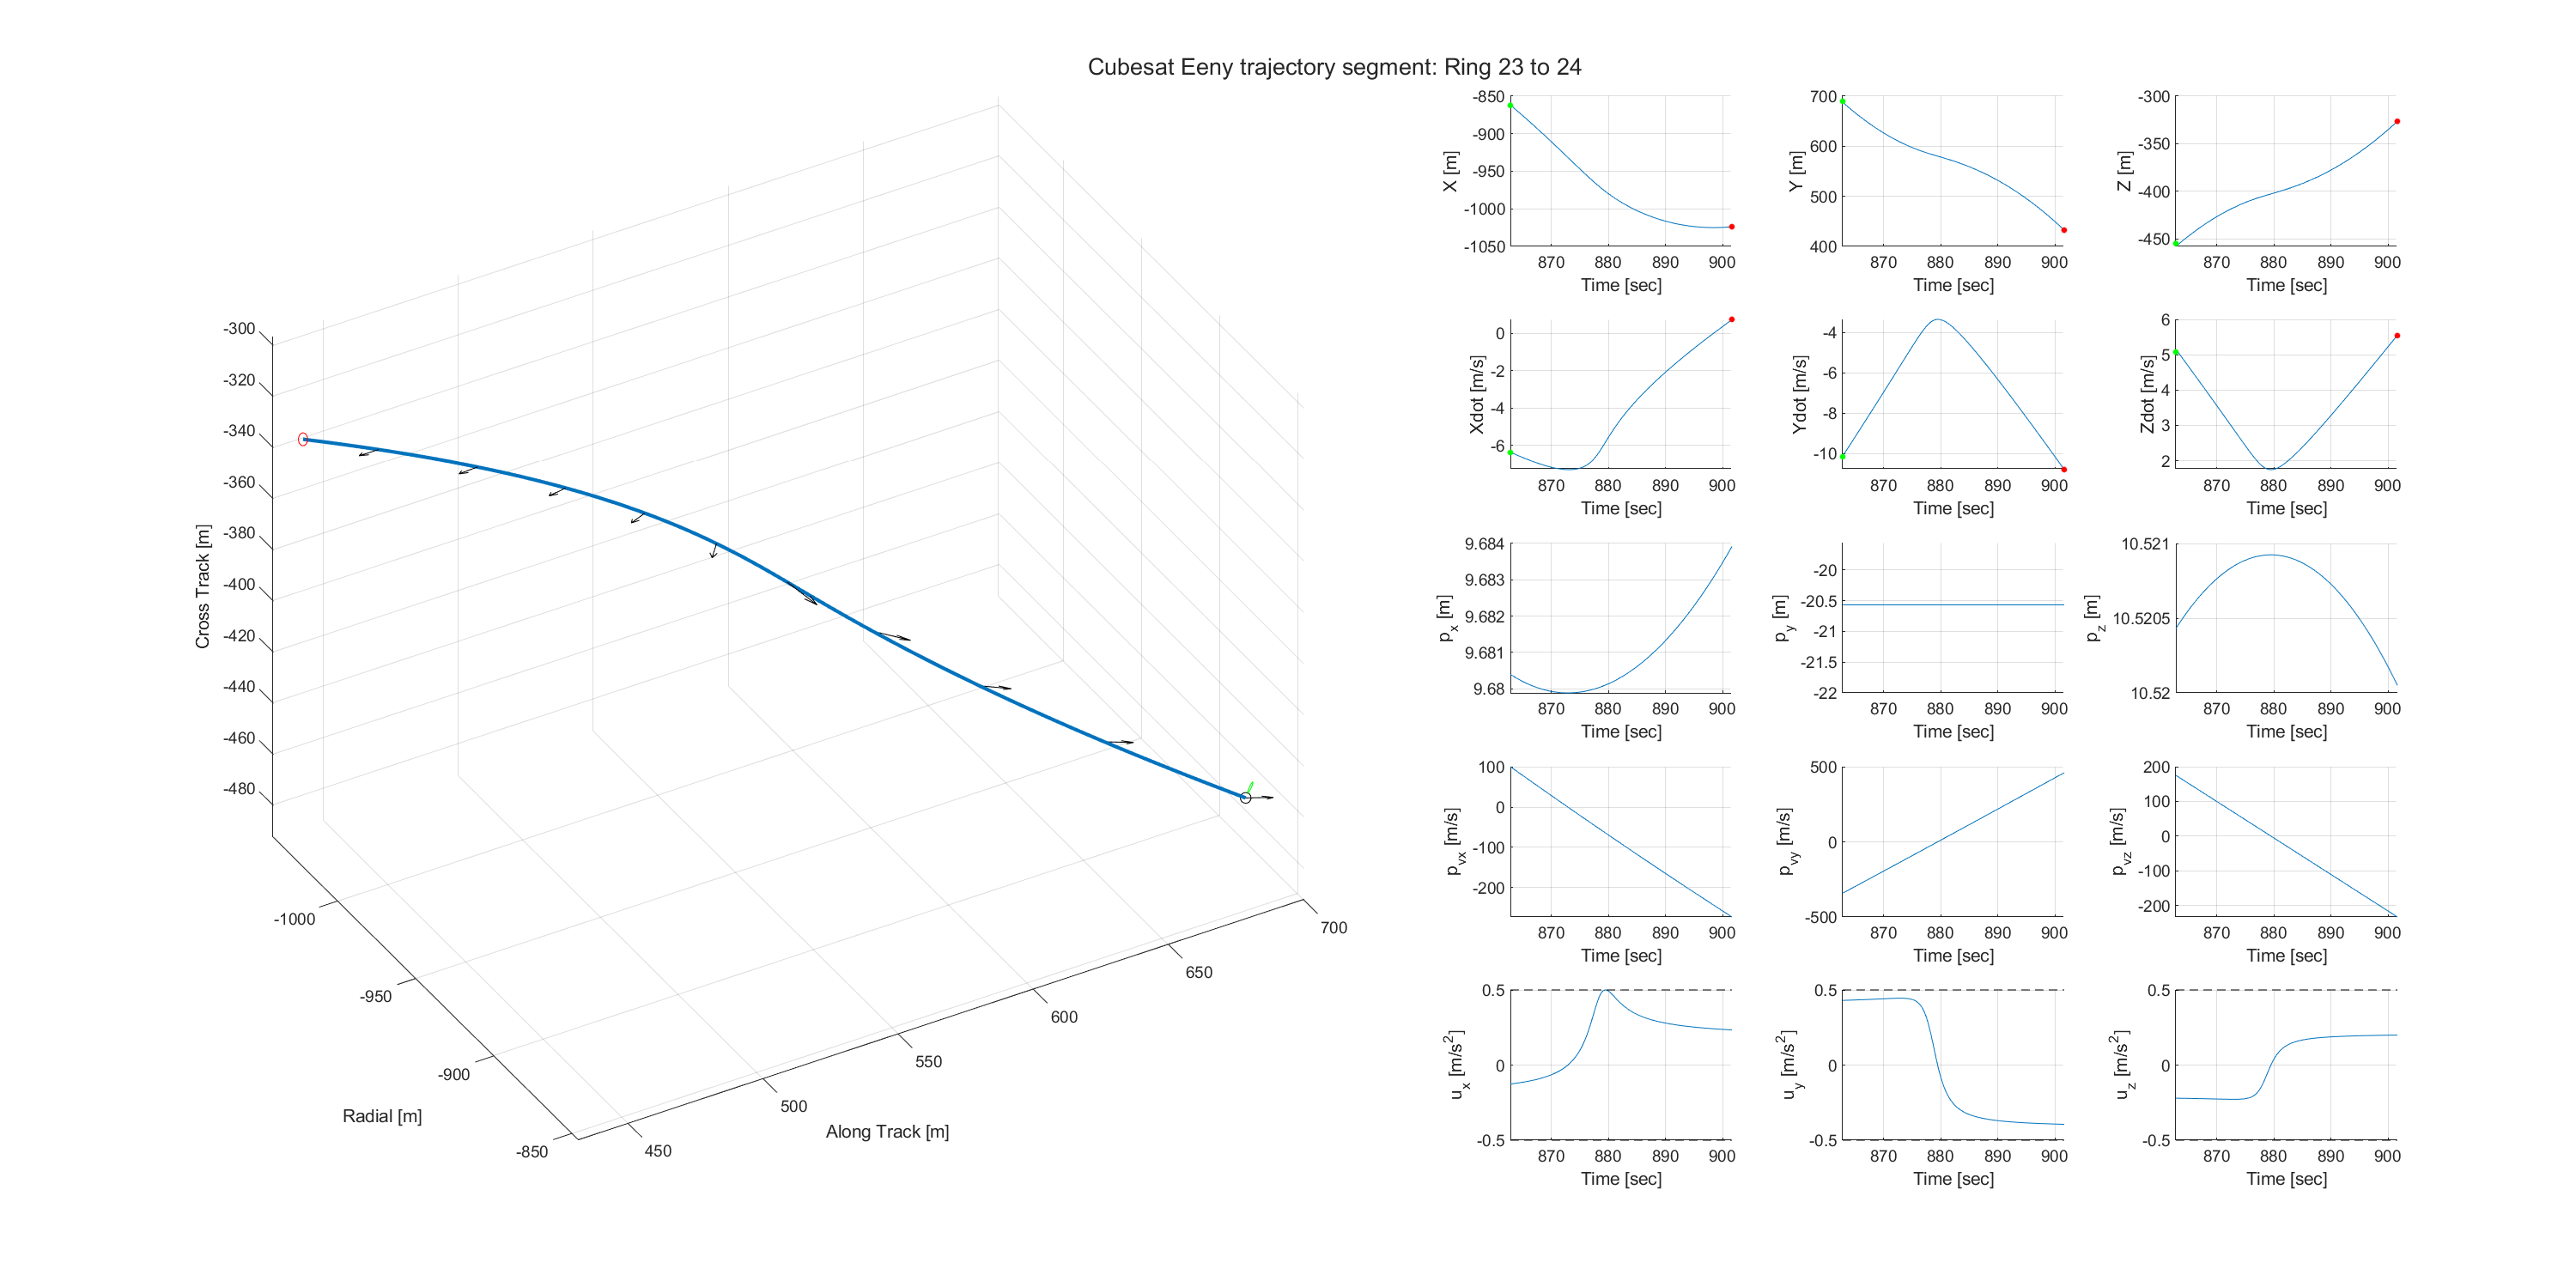 Cubesat Eeny trajectory segment: Ring 23 to 24
-300
-320
-340
-360
-380
-400
-420
-440
-460
-480
Cross Track [m]
-1000
-950
-900
-850
Radial [m]
450
500
550
600
650
700
Along Track [m]
-850
-900
-950
-1000
-1050
X [m]
870 880 890 900
Time [sec]
700
600
500
400
Y [m]
870 880 890 900
Time [sec]
-300
-350
-400
-450
Z [m]
870 880 890 900
Time [sec]
0
-2
-4
-6
Xdot [m/s]
870 880 890 900
Time [sec]
-4
-6
-8
-10
Ydot [m/s]
870 880 890 900
Time [sec]
6
5
4
3
2
Zdot [m/s]
870 880 890 900
Time [sec]
9.684
9.683
9.682
9.681
9.68
p_x [m]
870 880 890 900
Time [sec]
-20
-20.5
-21
-21.5
-22
p_y [m]
870 880 890 900
Time [sec]
10.521
10.5205
10.52
p_z [m]
870 880 890 900
Time [sec]
100
0
-100
-200
p_vx [m/s]
870 880 890 900
Time [sec]
500
0
-500
p_vy [m/s]
870 880 890 900
Time [sec]
200
100
0
-100
-200
p_vz [m/s]
870 880 890 900
Time [sec]
0.5
0
-0.5
u_x [m/s^2]
870 880 890 900
Time [sec]
0.5
0
-0.5
u_y [m/s^2]
870 880 890 900
Time [sec]
0.5
0
-0.5
u_z [m/s^2]
870 880 890 900
Time [sec]